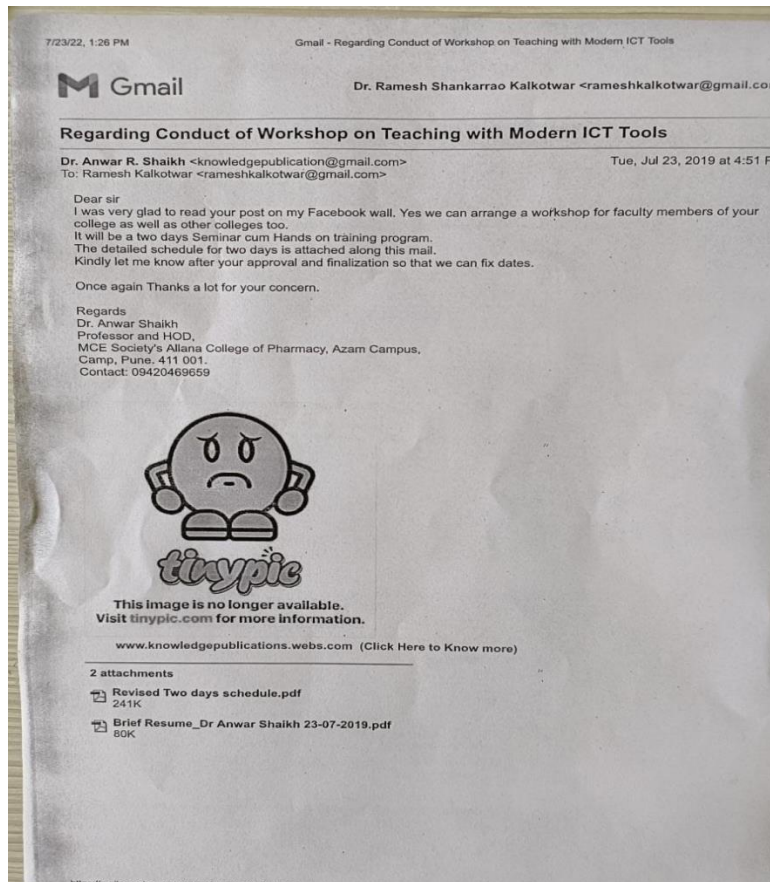 7/23/22, 1:26 PM Gmail - Regarding Conduct of Workshop on Teaching with Modern ICT Tools
Gmail Dr. Ramesh Shankarrao Kalkotwar <rameshkalkotwar@gmail.co
Regarding Conduct of Workshop on Teaching with Modern ICT Tools
Dr. Anwar R. Shaikh <knowledgepublication@gmail.com> Tue, Jul 23, 2019 at 4:51 P
To: Ramesh Kalkotwar <rameshkalkotwar@gmail.com>
Dear sir
I was very glad to read your post on my Facebook wall. Yes we can arrange a workshop for faculty members of your
college as well as other colleges too.
It will be a two days Seminar cum Hands on training program.
The detailed schedule for two days is attached along this mail.
Kindly let me know after your approval and finalization so that we can fix dates.
Once again Thanks a lot for your concern.
Regards
Dr. Anwar Shaikh
Professor and HOD,
MCE Society's Allana College of Pharmacy, Azam Campus,
Camp, Pune. 411 001.
Contact: 09420469659
tinypic
This image is no longer available.
Visit tinypic.com for more information.
www.knowledgepublications.webs.com (Click Here to Know more)
2 attachments
Revised Two days schedule.pdf
241K
Brief Resume_Dr Anwar Shaikh 23-07-2019.pdf
80K